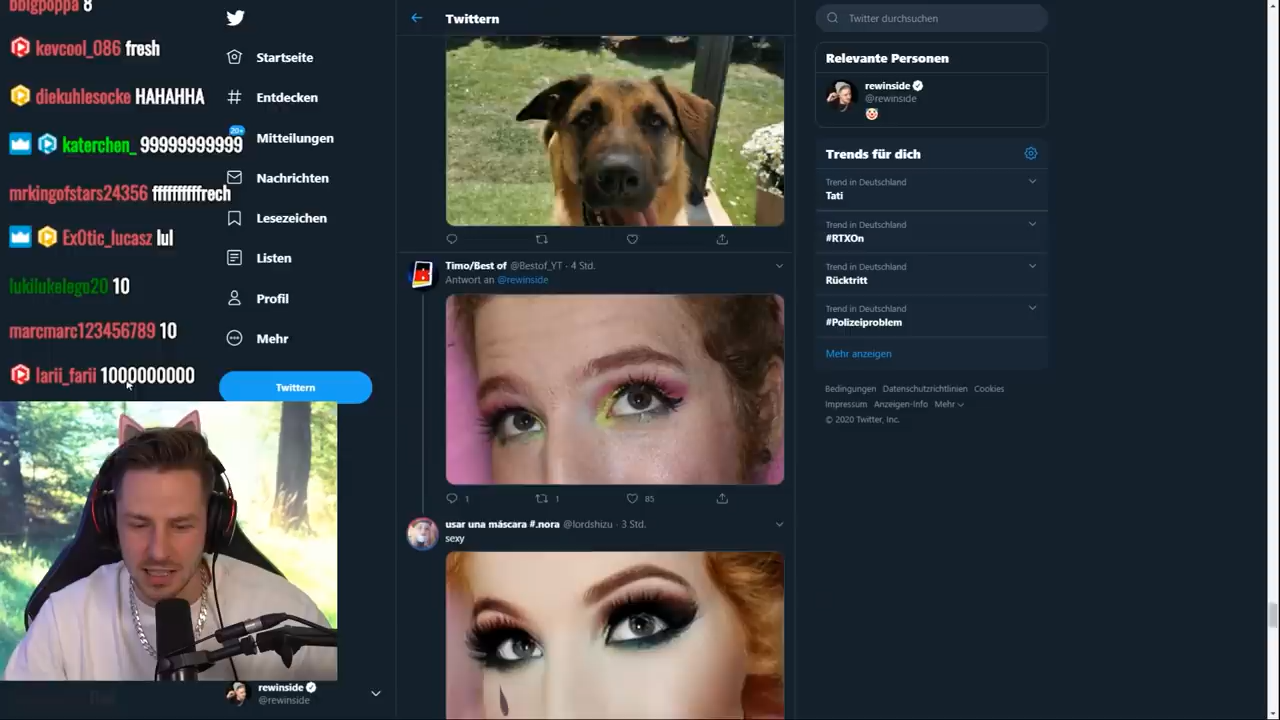 bbigpoppa 8
kevcool_086 fresh
diekuhlesocke HAHAHHA
katerchen_ 99999999999
mrkingofstars24356 fffffffffrech
Ex0tic_lucasz lul
lukilukelego20 10
marcmarc123456789 10
larii_farii 1000000000
Startseite
Entdecken
20+
Mitteilungen
Nachrichten
Lesezeichen
Listen
Profil
Mehr
Twittern
rewinside
@rewinside
Twittern
Timo/Best of @Bestof_YT · 4 Std.
Antwort an @rewinside
1 1 85
usar una máscara #.nora @lordshizu · 3 Std.
sexy
Twitter durchsuchen
Relevante Personen
rewinside
@rewinside
Trends für dich
Trend in Deutschland
Tati
Trend in Deutschland
#RTXOn
Trend in Deutschland
Rücktritt
Trend in Deutschland
#Polizeiproblem
Mehr anzeigen
Bedingungen Datenschutzrichtlinien Cookies
Impressum Anzeigen-Info Mehr
© 2020 Twitter, Inc.